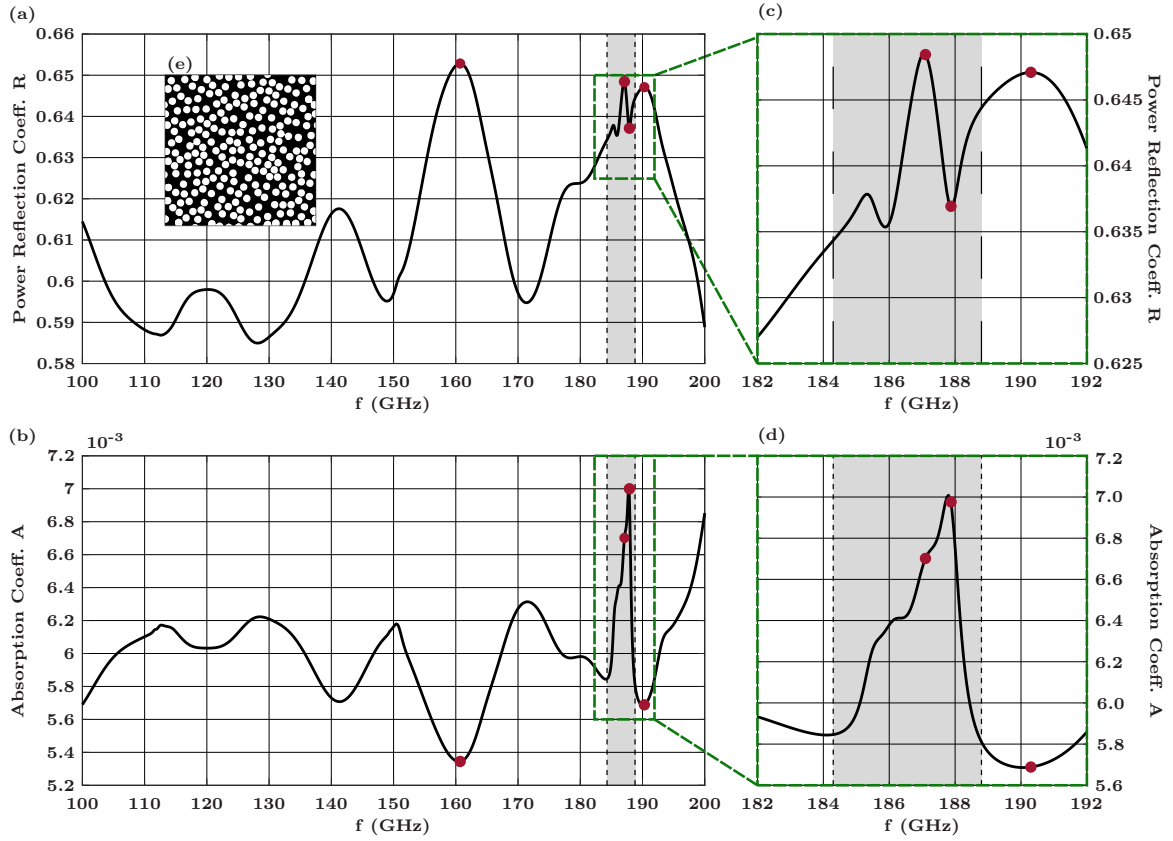 (a)
Power Reflection Coeff. R
0.66
0.65
0.64
0.63
0.62
0.61
0.6
0.59
0.58
(e)
100 110 120 130 140 150 160 170 180 190 200
f (GHz)
(c)
0.65
0.645
0.64
0.635
0.63
0.625
Power Reflection Coeff. R
182 184 186 188 190 192
f (GHz)
(b)
10-3
Absorption Coeff. A
7.2
7
6.8
6.6
6.4
6.2
6
5.8
5.6
5.4
5.2
100 110 120 130 140 150 160 170 180 190 200
f (GHz)
(d)
10-3
7.2
7.0
6.8
6.6
6.4
6.2
6.0
5.8
5.6
Absorption Coeff. A
182 184 186 188 190 192
f (GHz)